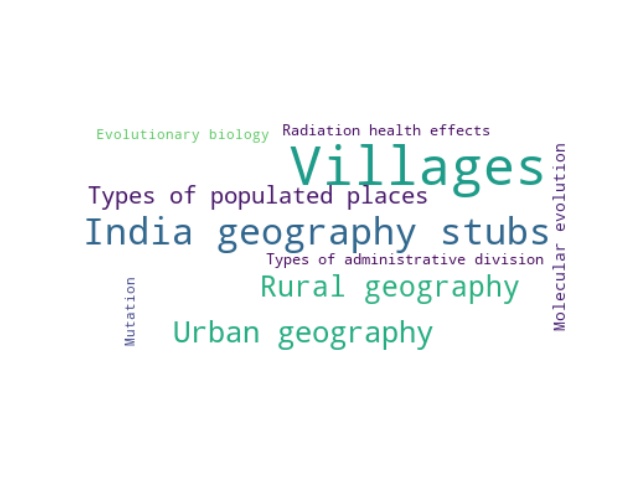 Evolutionary biology
Radiation health effects
Villages
Types of populated places
India geography stubs
Types of administrative division
Rural geography
Urban geography
Mutation
Molecular evolution